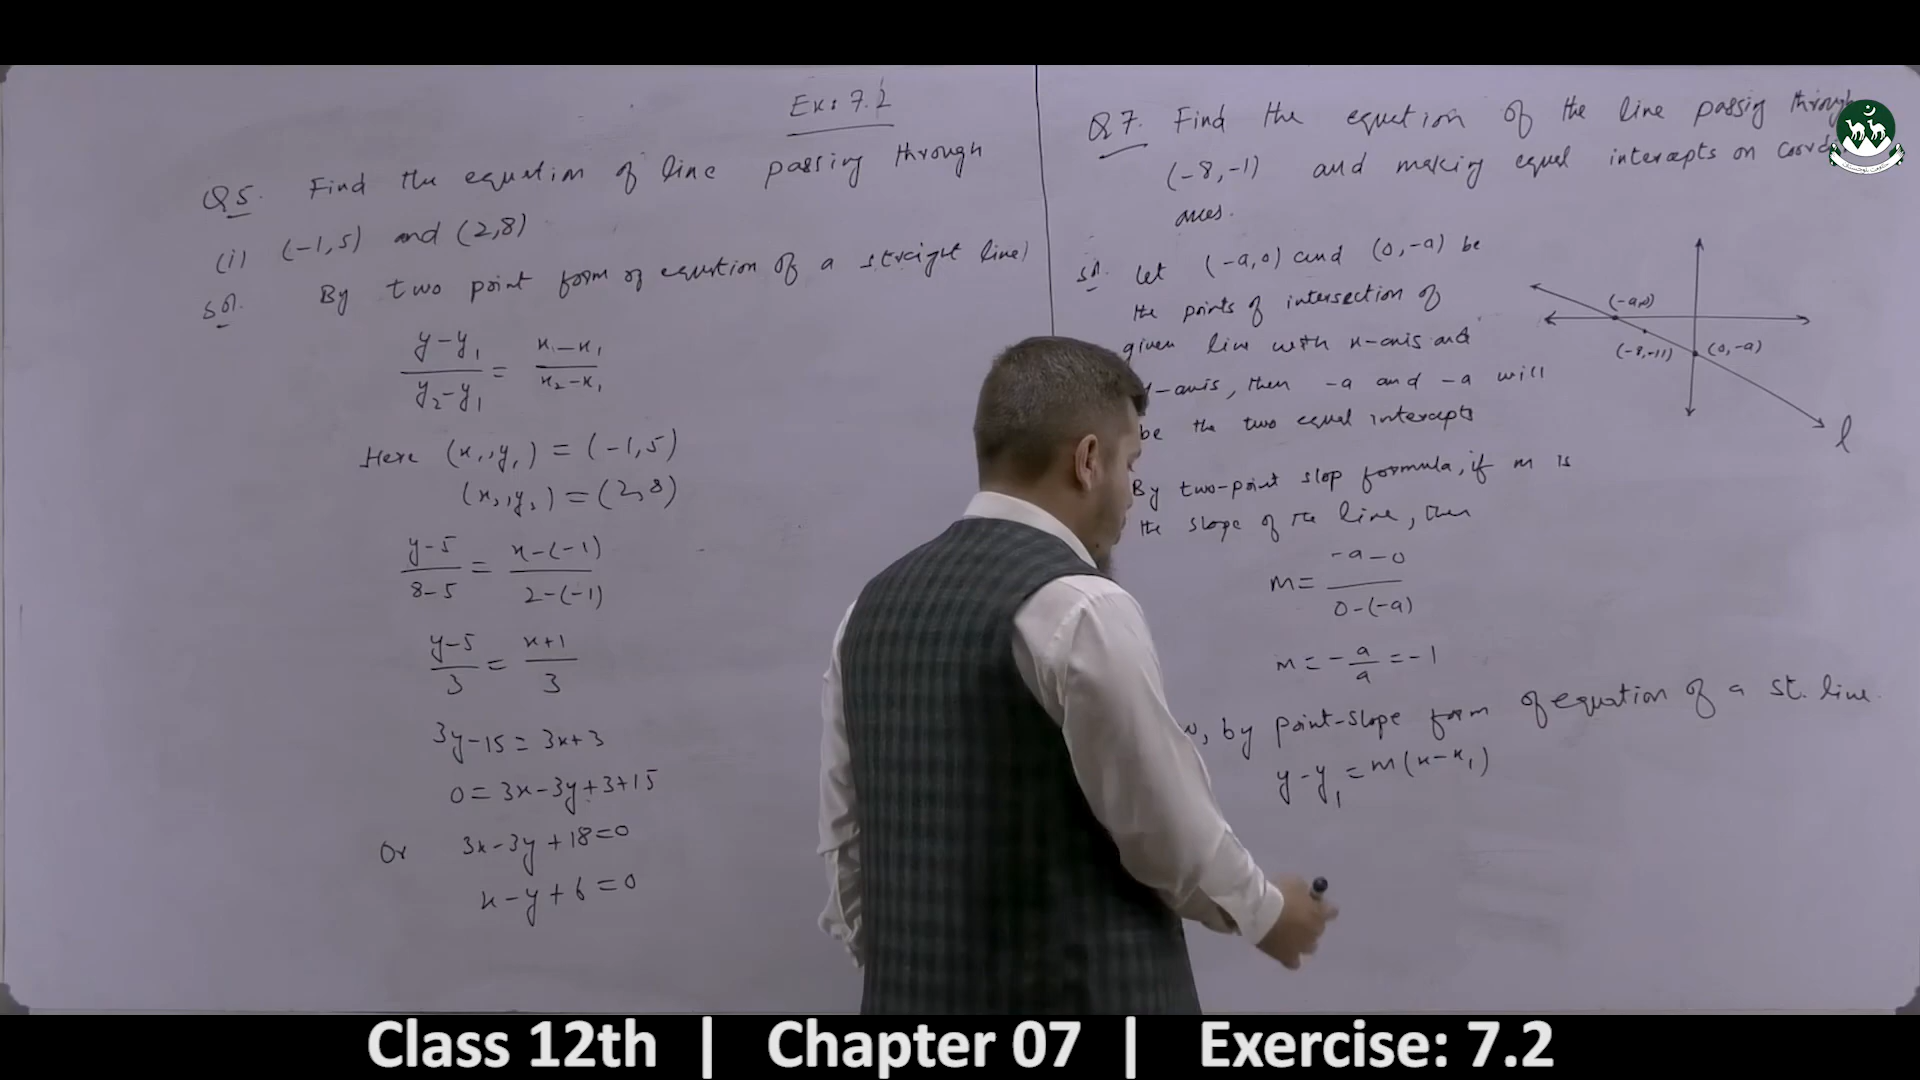 Ex: 7.2
Q5. Find the equation of line passing through
(i) (-1,5) and (2,8)
Sol. By two point form of equation of a straight line
y-y₁ / y₂-y₁ = x-x₁ / x₂-x₁
Here (x₁,y₁) = (-1,5)
(x₂,y₂) = (2,8)
y-5 / 8-5 = x-(-1) / 2-(-1)
y-5 / 3 = x+1 / 3
3y-15 = 3x+3
0 = 3x-3y+3+15
Or 3x-3y+18=0
x-y+6=0
Q7. Find the equation of the line passing through
(-8,-1) and making equal intercepts on
axes.
Sol. Let (-a,0) and (0,-a) be
the points of intersection of
given line with x-axis and
-axis, then -a and -a will
be the two equal intercepts
By two-point slop formula, if m is
the slope of the line, then
m = -a-0 / 0-(-a)
m = -a/a = -1
, by point-slope form of equation of a st. line.
y-y₁ = m(x-x₁)
(-a,0)
(0,-a)
l
Class 12th | Chapter 07 | Exercise: 7.2